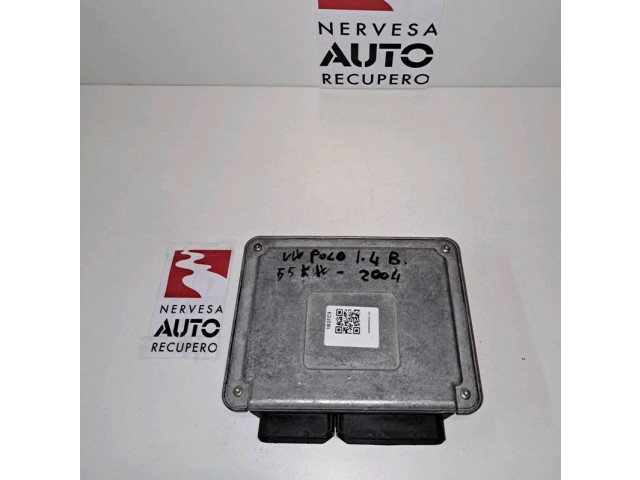 NERVESA
AUTO
RECUPERO
NERVESA
AUTO
RECUPERO
VW POLO 1.4 B.
55 KW - 2004